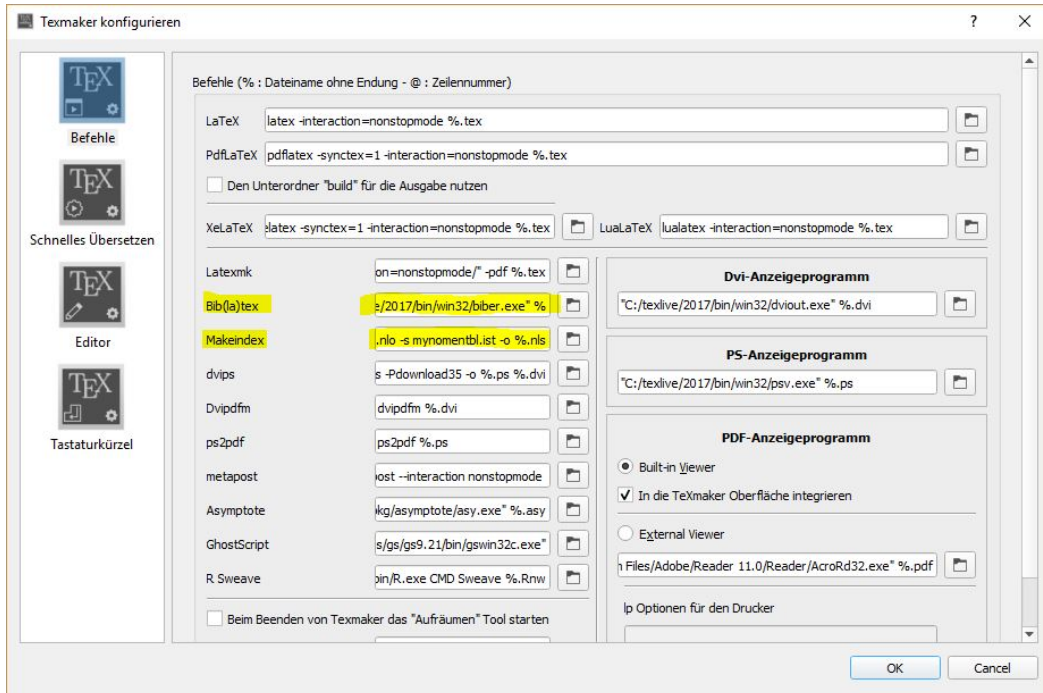 Texmaker konfigurieren
?
TEX
Befehle
TEX
Schnelles Übersetzen
TEX
Editor
TEX
Tastaturkürzel
Befehle (% : Dateiname ohne Endung - @ : Zeilennummer)
LaTeX latex -interaction=nonstopmode %.tex
PdfLaTeX pdflatex -synctex=1 -interaction=nonstopmode %.tex
Den Unterordner "build" für die Ausgabe nutzen
XeLaTeX elatex -synctex=1 -interaction=nonstopmode %.tex LuaLaTeX lualatex -interaction=nonstopmode %.tex
Latexmk on=nonstopmode/" -pdf %.tex
Bib(la)tex e/2017/bin/win32/biber.exe" %
Makeindex .nlo -s mynomentbl.ist -o %.nls
dvips s -Pdownload35 -o %.ps %.dvi
Dvipdfm dvipdfm %.dvi
ps2pdf ps2pdf %.ps
metapost post --interaction nonstopmode
Asymptote kg/asymptote/asy.exe" %.asy
GhostScript s/gs/gs9.21/bin/gswin32c.exe"
R Sweave bin/R.exe CMD Sweave %.Rnw
Beim Beenden von Texmaker das "Aufräumen" Tool starten
Dvi-Anzeigeprogramm
"C:/texlive/2017/bin/win32/dviout.exe" %.dvi
PS-Anzeigeprogramm
"C:/texlive/2017/bin/win32/psv.exe" %.ps
PDF-Anzeigeprogramm
Built-in Viewer
In die TeXmaker Oberfläche integrieren
External Viewer
n Files/Adobe/Reader 11.0/Reader/AcroRd32.exe" %.pdf
lp Optionen für den Drucker
OK
Cancel